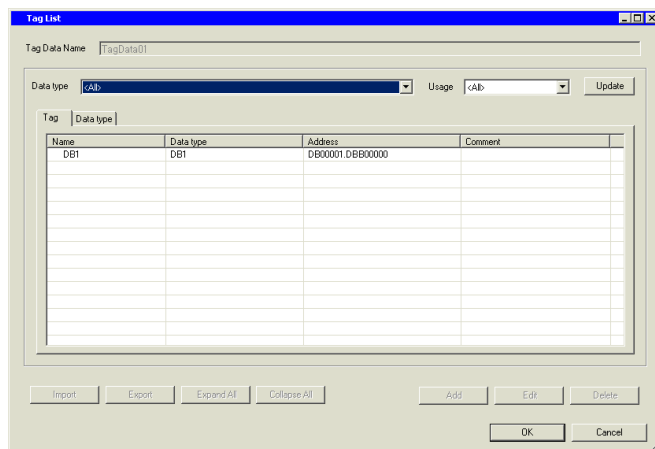 Tag List
Tag Data Name TagData01
Data type <All> Usage <All> Update
Tag Data type
Name Data type Address Comment
DB1 DB1 DB00001.DBB00000
Import Export Expand All Collapse All Add Edit Delete
OK Cancel